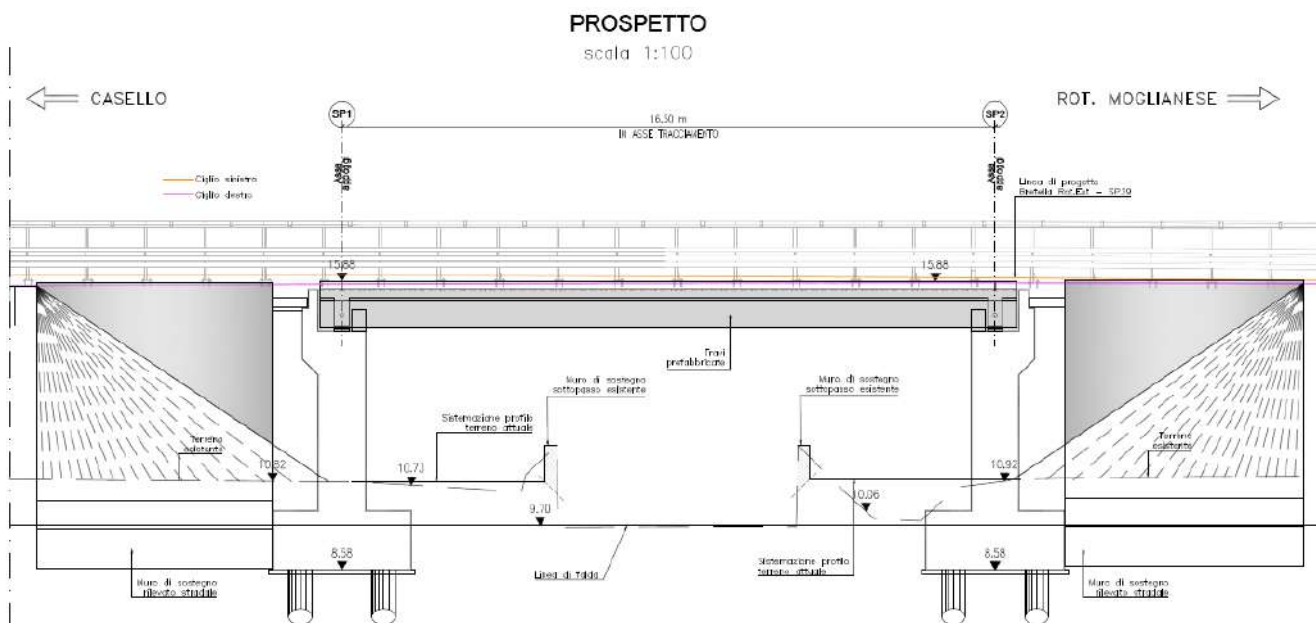 PROSPETTO
scala 1:100
CASELLO
ROT. MOGLIANESE
SP1
SP2
16.50 m
IN ASSE TRACCIAMENTO
Asse
appoggi
Asse
appoggi
Ciglio sinistro
Ciglio destro
Linea di progetto
Bretella Rot.Est - SP39
15.88
15.88
Travi
prefabbricate
Muro di sostegno
sottopasso esistente
Muro di sostegno
sottopasso esistente
Sistemazione profilo
terreno attuale
Terreno
esistente
Terreno
esistente
10.82
10.73
10.92
9.70
10.06
8.58
8.58
Sistemazione profilo
terreno attuale
Linea di falda
Muro di sostegno
rilevato stradale
Muro di sostegno
rilevato stradale